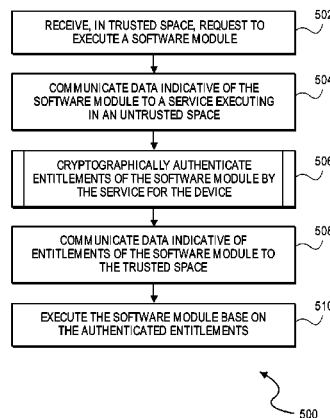 RECEIVE, IN TRUSTED SPACE, REQUEST TO
EXECUTE A SOFTWARE MODULE
502
COMMUNICATE DATA INDICATIVE OF THE
SOFTWARE MODULE TO A SERVICE EXECUTING
IN AN UNTRUSTED SPACE
504
CRYPTOGRAPHICALLY AUTHENTICATE
ENTITLEMENTS OF THE SOFTWARE MODULE BY
THE SERVICE FOR THE DEVICE
506
COMMUNICATE DATA INDICATIVE OF
ENTITLEMENTS OF THE SOFTWARE MODULE TO
THE TRUSTED SPACE
508
EXECUTE THE SOFTWARE MODULE BASE ON
THE AUTHENTICATED ENTITLEMENTS
510
500